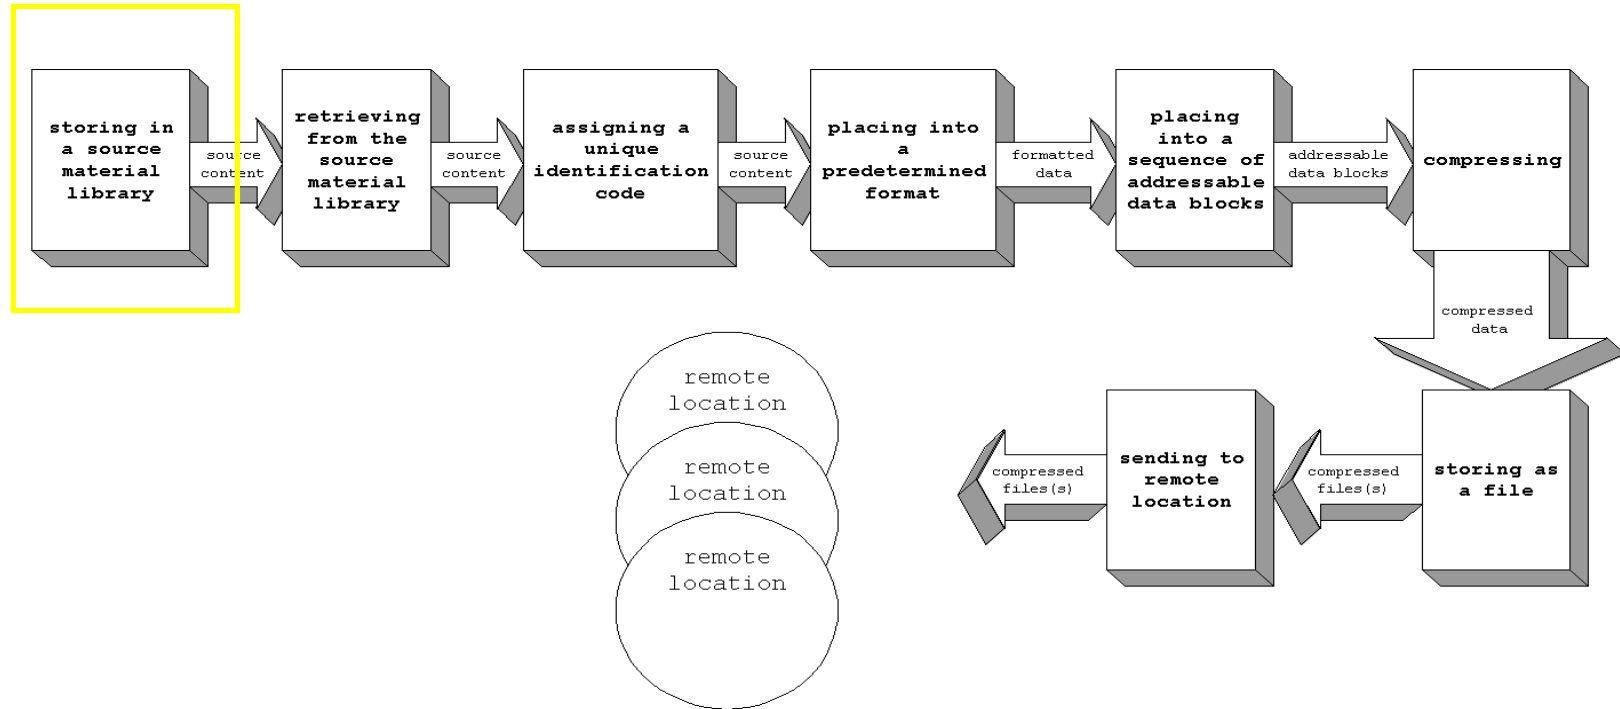 storing in
a source
material
library
source
content
retrieving
from the
source
material
library
source
content
assigning a
unique
identification
code
source
content
placing into
a
predetermined
format
formatted
data
placing
into a
sequence of
addressable
data blocks
addressable
data blocks
compressing
compressed
data
storing as
a file
compressed
files(s)
sending to
remote
location
compressed
files(s)
remote
location
remote
location
remote
location